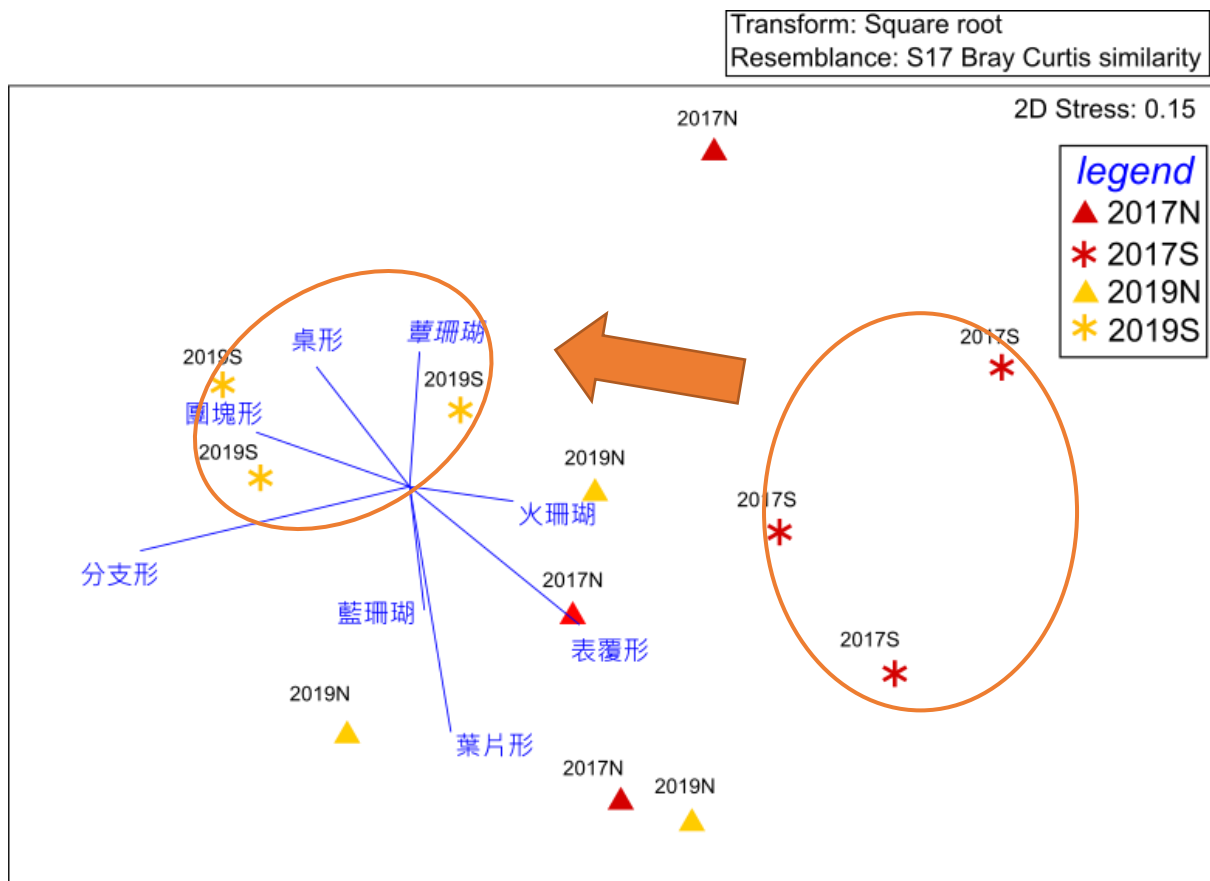 Transform: Square root
Resemblance: S17 Bray Curtis similarity
2D Stress: 0.15
2017N
legend
2017N
2017S
2019N
2019S
桌形
蕈珊瑚
2017S
2019S
2019S
團塊形
2019S
2019N
2017S
火珊瑚
分支形
2017N
藍珊瑚
表覆形
2017S
2019N
葉片形
2017N
2019N